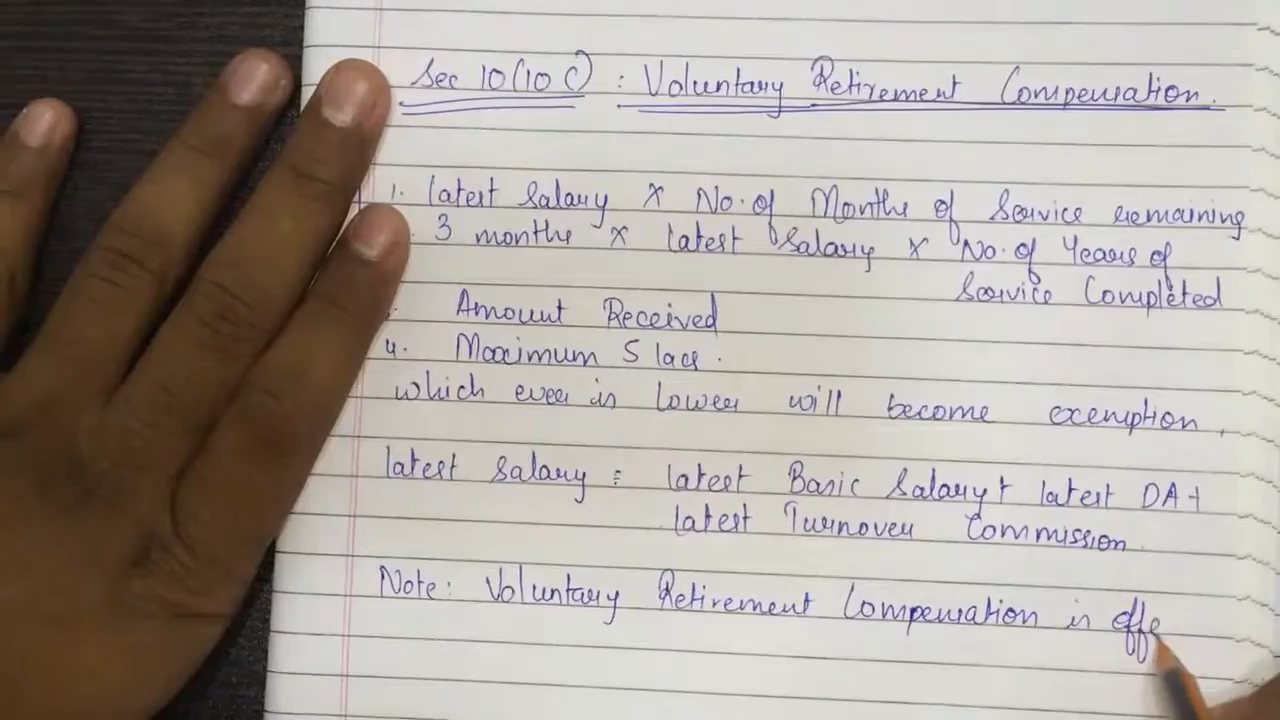 Sec 10(10 C) : Voluntary Retirement Compensation.
1. latest salary x No. of Months of Service remaining
. 3 months x latest salary x No. of Years of
Service Completed
. Amount Received
4. Maximum 5 lacs.
which ever is lower will become exemption.
latest salary : latest Basic Salary + latest DA +
latest Turnover Commission.
Note: Voluntary Retirement Compensation is offe